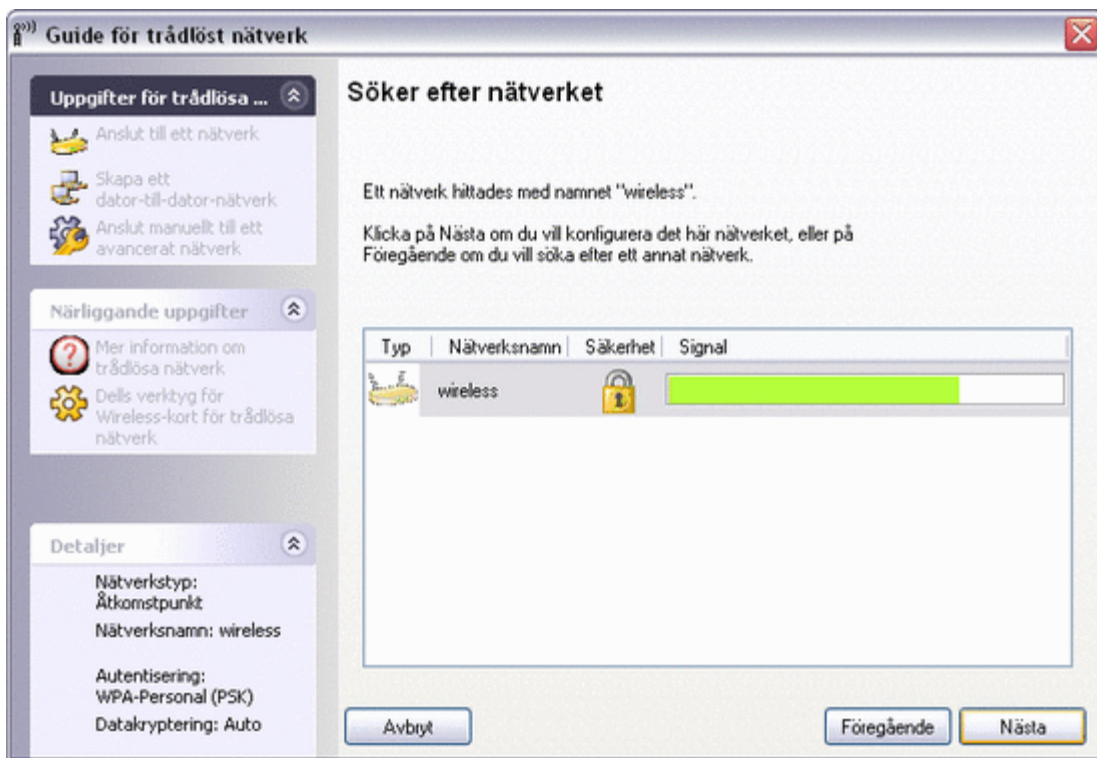 Guide för trådlöst nätverk
Uppgifter för trådlösa ...
Anslut till ett nätverk
Skapa ett
dator-till-dator-nätverk
Anslut manuellt till ett
avancerat nätverk
Närliggande uppgifter
Mer information om
trådlösa nätverk
Dells verktyg för
Wireless-kort för trådlösa
nätverk
Detaljer
Nätverkstyp:
Åtkomstpunkt
Nätverksnamn: wireless
Autentisering:
WPA-Personal (PSK)
Datakryptering: Auto
Söker efter nätverket
Ett nätverk hittades med namnet "wireless".
Klicka på Nästa om du vill konfigurera det här nätverket, eller på
Föregående om du vill söka efter ett annat nätverk.
Typ Nätverksnamn Säkerhet Signal
wireless
Avbryt Föregående Nästa